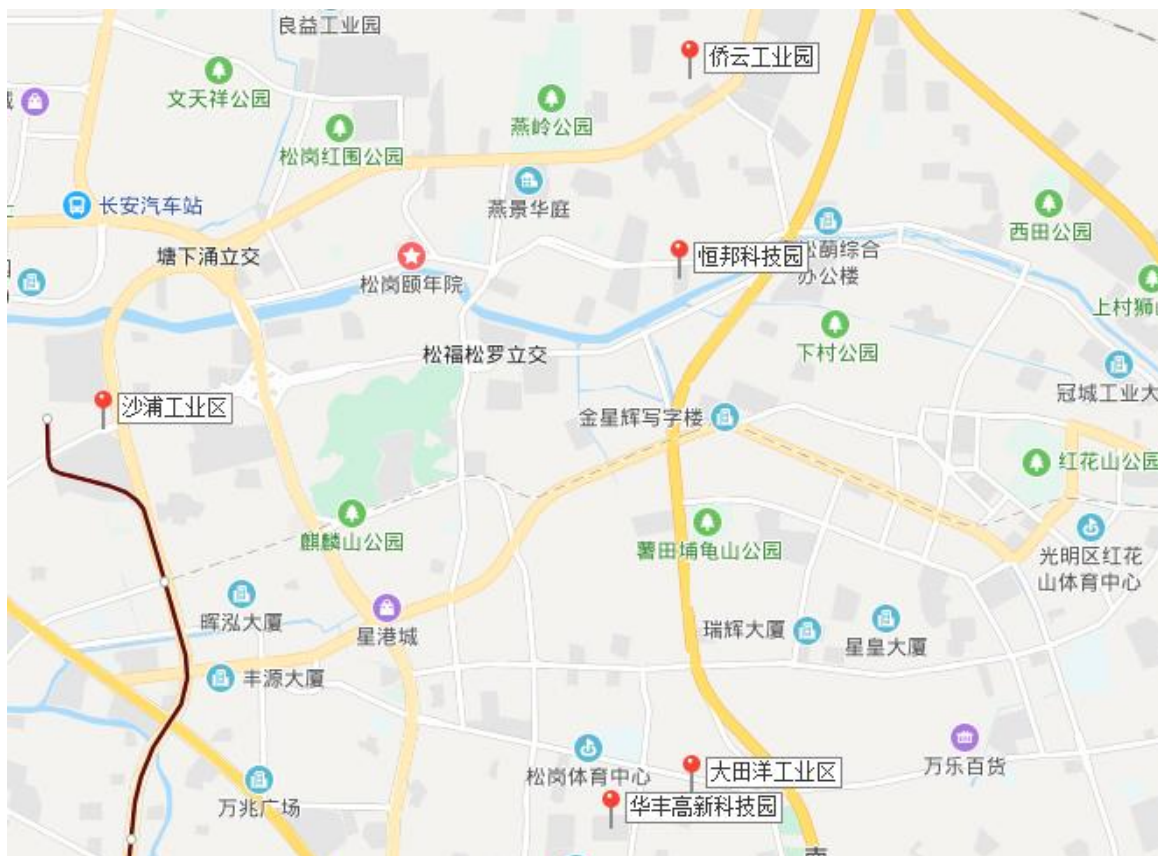 良益工业园
侨云工业园
文天祥公园
城
燕岭公园
松岗红围公园
长安汽车站
燕景华庭
西田公园
塘下涌立交
松岗颐年院
恒邦科技园
松萌综合
办公楼
上村狮山
松福松罗立交
下村公园
冠城工业大
沙浦工业区
金星辉写字楼
红花山公园
麒麟山公园
薯田埔龟山公园
光明区红花
山体育中心
晖泓大厦
星港城
瑞辉大厦
星皇大厦
丰源大厦
松岗体育中心
大田洋工业区
万乐百货
万兆广场
华丰高新科技园